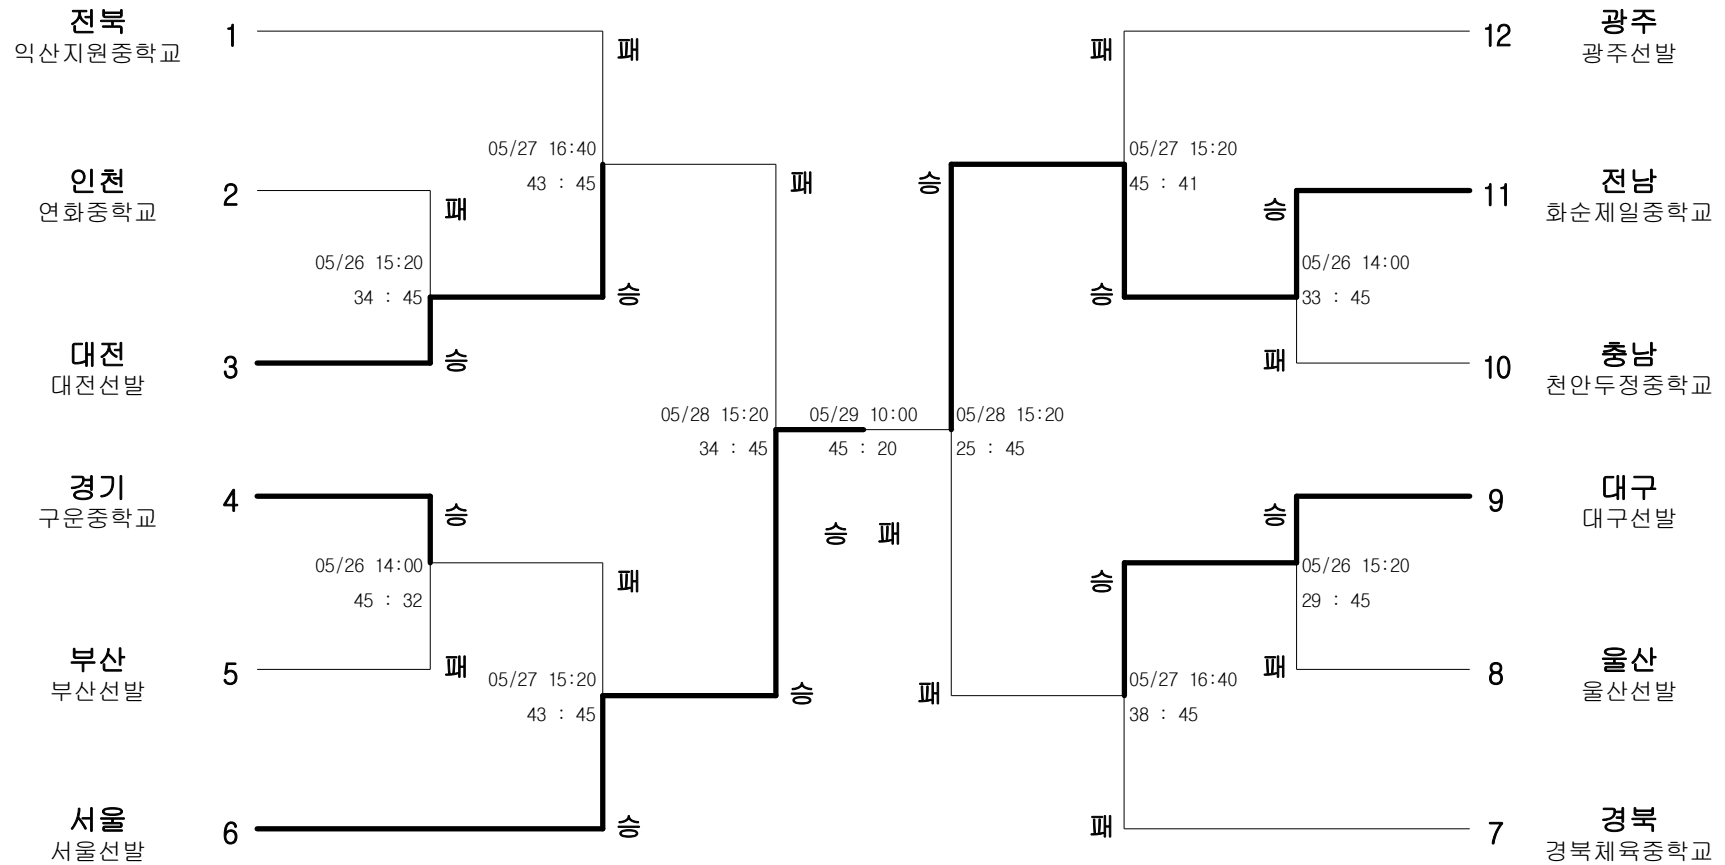 전북
익산지원중학교
1
패
05/27 16:40
43 : 45
인천
연화중학교
2
패
05/26 15:20
34 : 45
승
대전
대전선발
3
승
패
05/28 15:20
34 : 45
경기
구운중학교
4
승
05/26 14:00
45 : 32
패
부산
부산선발
5
패
05/27 15:20
43 : 45
승
서울
서울선발
6
승
05/29 10:00
45 : 20
승 패
12
광주
광주선발
패
05/27 15:20
45 : 41
승
11
전남
화순제일중학교
승
05/26 14:00
33 : 45
승
10
충남
천안두정중학교
패
05/28 15:20
25 : 45
9
대구
대구선발
승
05/26 15:20
29 : 45
승
8
울산
울산선발
패
05/27 16:40
38 : 45
패
7
경북
경북체육중학교
패